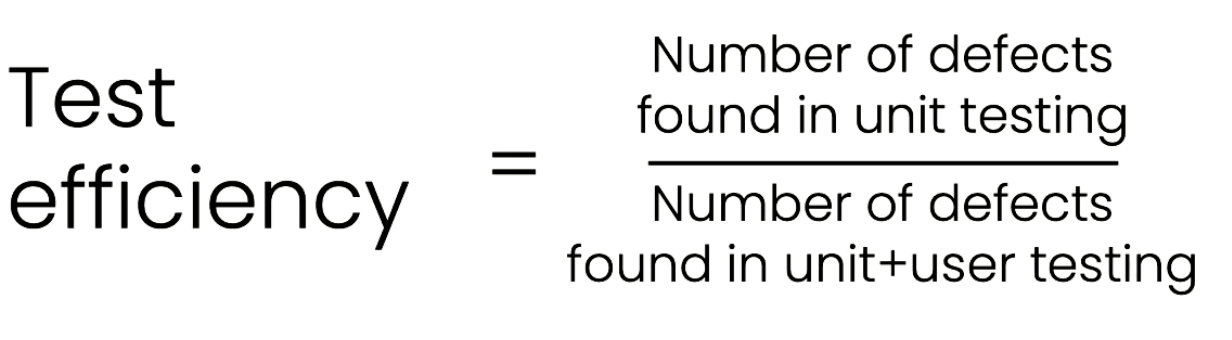 Test
efficiency
=
Number of defects
found in unit testing
Number of defects
found in unit+user testing